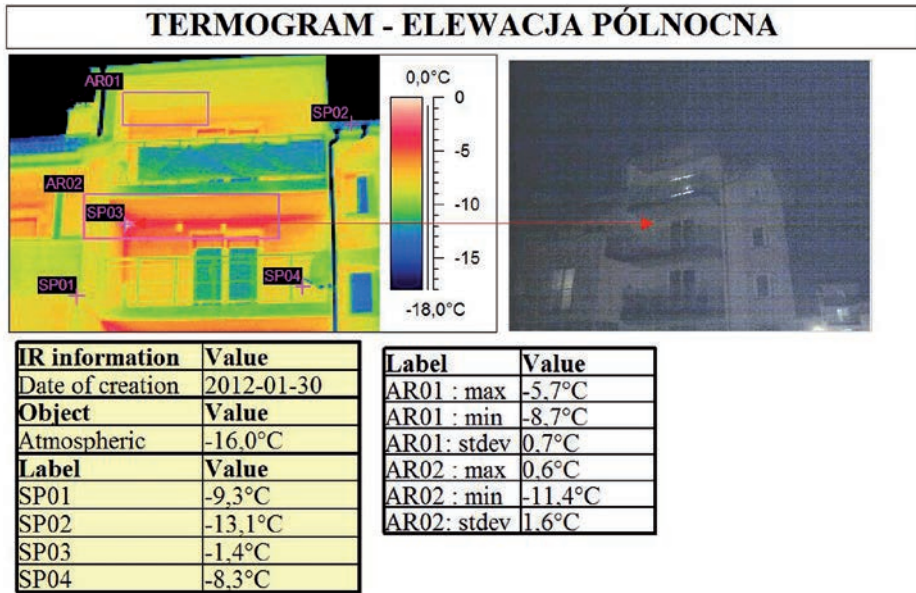 TERMOGRAM - ELEWACJA PÓLNOCNA
AR01
SP02
AR02
SP03
SP01
SP04
0,0°C
0
-5
-10
-15
-18,0°C
IR information Value
Date of creation 2012-01-30
Object Value
Atmospheric -16,0°C
Label Value
SP01 -9,3°C
SP02 -13,1°C
SP03 -1,4°C
SP04 -8,3°C
Label Value
AR01 : max -5,7°C
AR01 : min -8,7°C
AR01: stdev 0,7°C
AR02 : max 0,6°C
AR02 : min -11,4°C
AR02: stdev 1,6°C